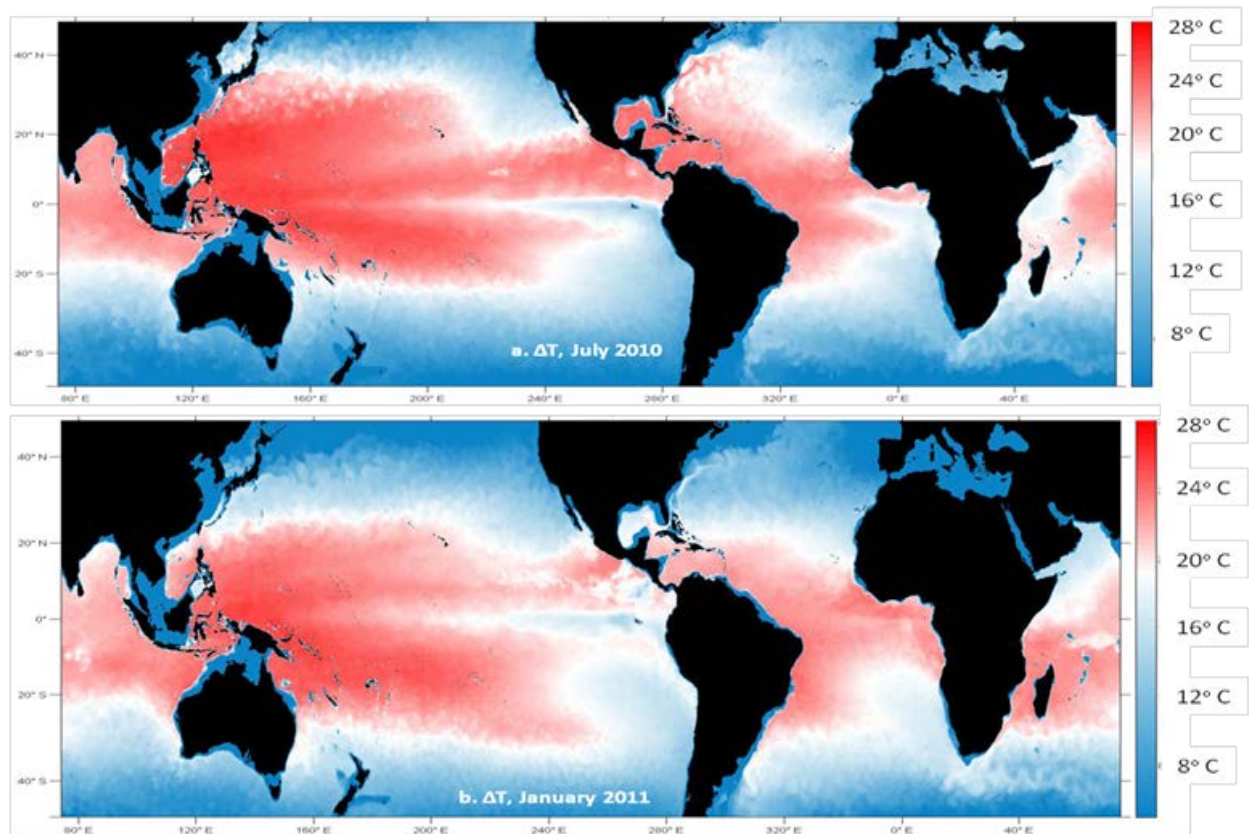 28° C
24° C
20° C
16° C
12° C
8° C
40° N
20° N
0°
20° S
40° S
a. ΔT, July 2010
80° E
120° E
160° E
200° E
240° E
280° E
320° E
0° E
40° E
28° C
24° C
20° C
16° C
12° C
8° C
40° N
20° N
0°
20° S
40° S
b. ΔT, January 2011
80° E
120° E
160° E
200° E
240° E
280° E
320° E
0° E
40° E